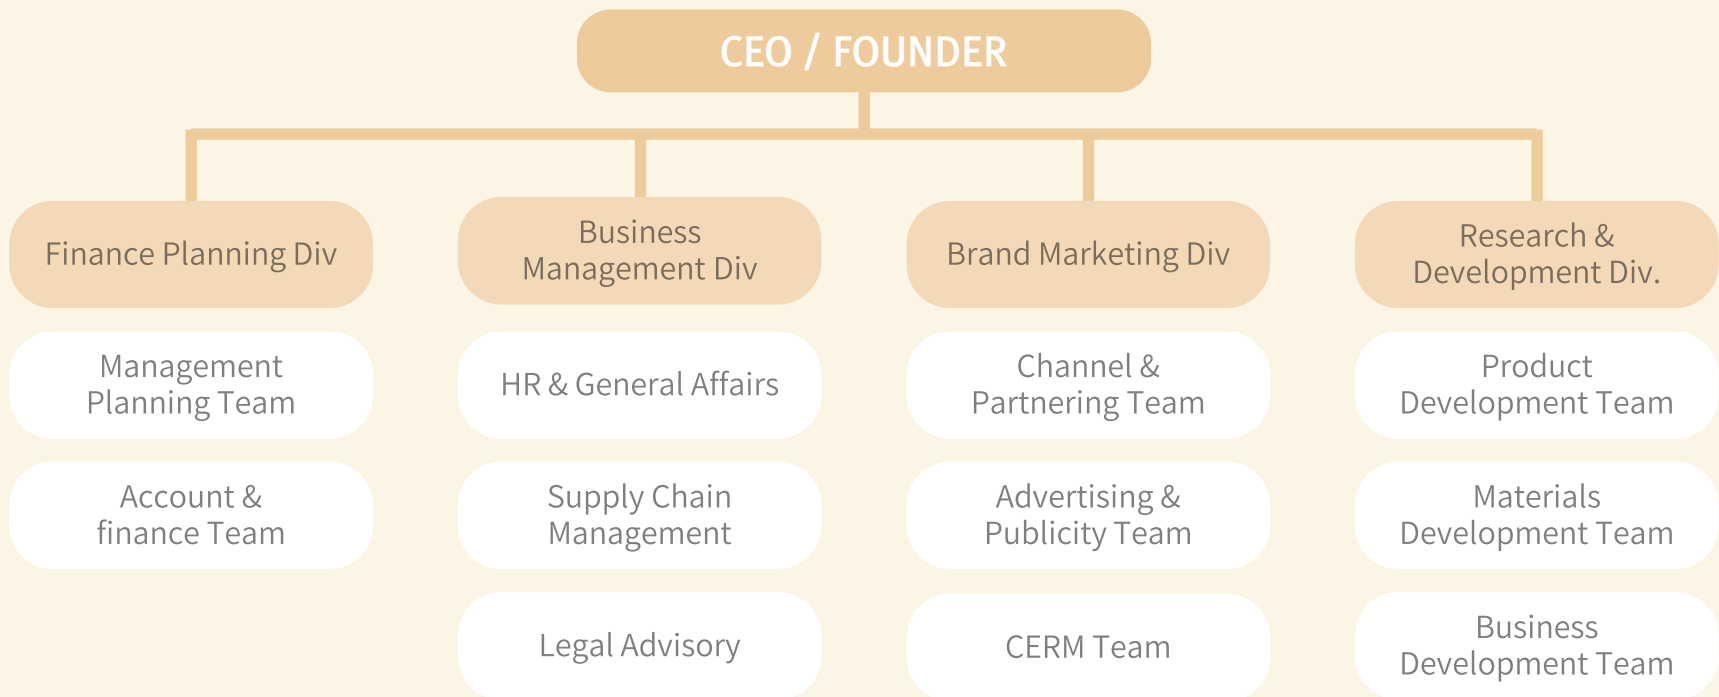 CEO / FOUNDER
Finance Planning Div
Business
Management Div
Brand Marketing Div
Research &
Development Div.
Management
Planning Team
HR & General Affairs
Channel &
Partnering Team
Product
Development Team
Account &
finance Team
Supply Chain
Management
Advertising &
Publicity Team
Materials
Development Team
Legal Advisory
CERM Team
Business
Development Team